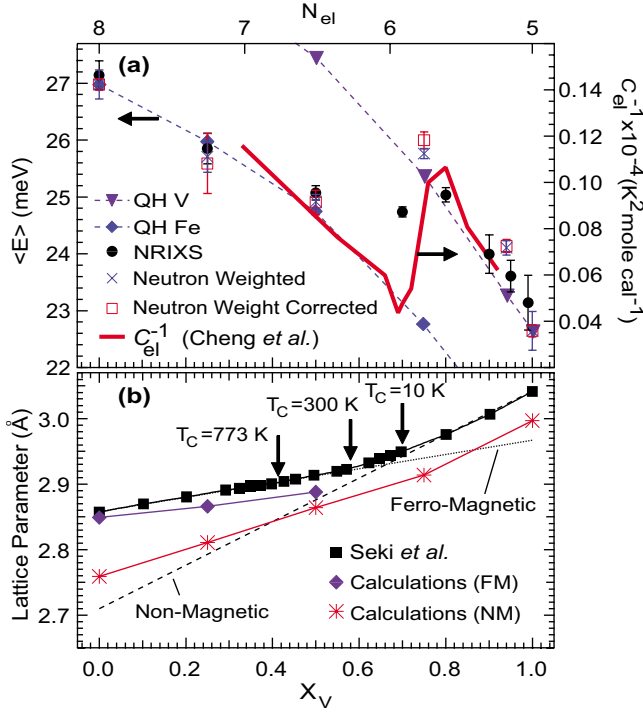 N_el
8 7 6 5
(a)
27
26
25
24
23
22
<E> (meV)
0.14
0.12
0.10
0.08
0.06
0.04
C_el^-1 x10^-4 (K^2 mole cal^-1)
QH V
QH Fe
NRIXS
Neutron Weighted
Neutron Weight Corrected
C_el^-1 (Cheng et al.)
(b)
3.0
2.9
2.8
2.7
Lattice Parameter (Å)
T_C=10 K
T_C=300 K
T_C=773 K
Ferro-Magnetic
Non-Magnetic
Seki et al.
Calculations (FM)
Calculations (NM)
0.0 0.2 0.4 0.6 0.8 1.0
X_V